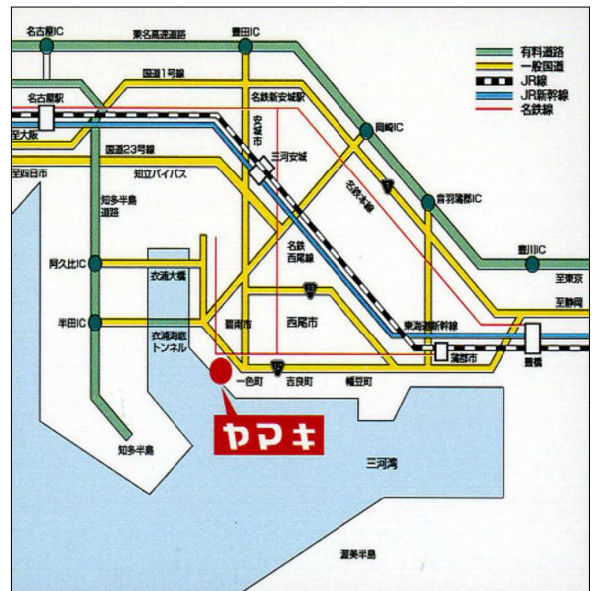 名古屋IC
東名高速道路
豊田IC
有料道路
一般国道
JR線
JR新幹線
名鉄線
国道1号線
名古屋駅
名鉄新安城駅
岡崎IC
至大阪
安城市
国道23号線
三河安城
至四日市
知立バイパス
名鉄本線
1
音羽蒲郡IC
知多半島
道路
名鉄
西尾線
豊川IC
阿久比IC
衣浦大橋
至東京
23
至静岡
半田IC
衣浦海底
トンネル
碧南市
西尾市
東海道新幹線
蒲郡市
豊橋
一色町
吉良町
幡豆町
ヤマキ
知多半島
三河湾
渥美半島